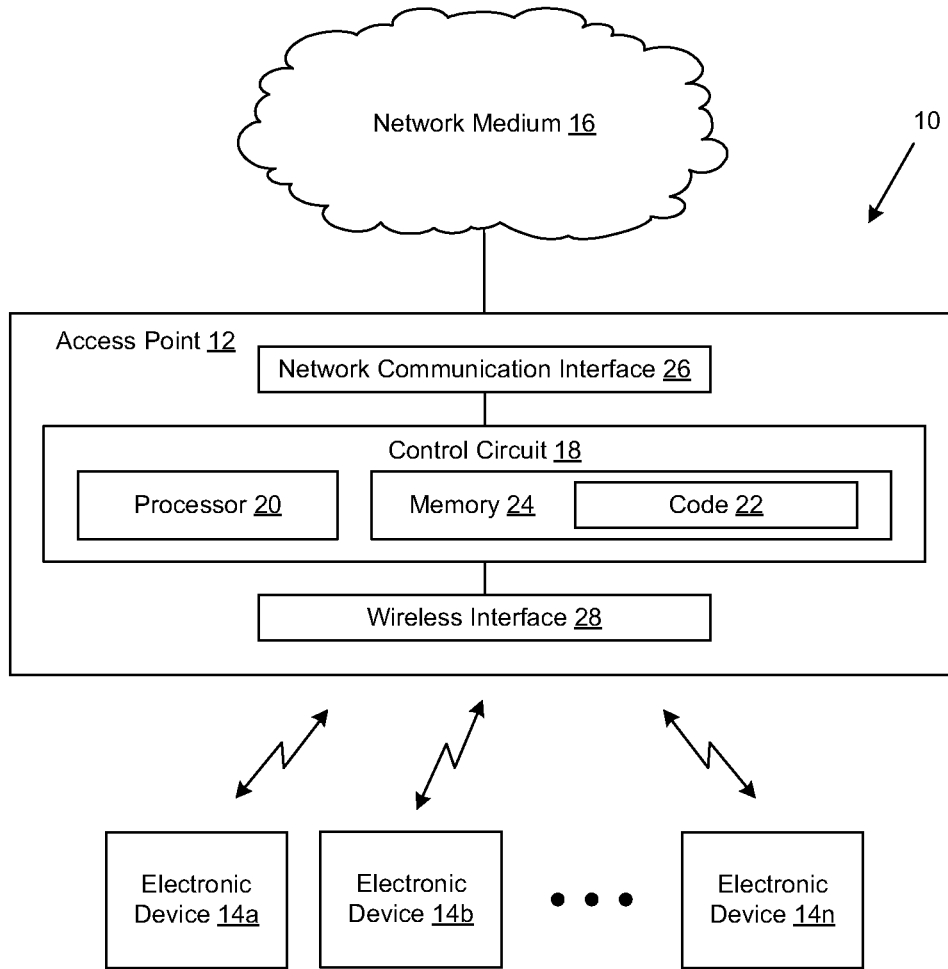 Network Medium 16
10
Access Point 12
Network Communication Interface 26
Control Circuit 18
Processor 20
Memory 24
Code 22
Wireless Interface 28
Electronic
Device 14a
Electronic
Device 14b
Electronic
Device 14n